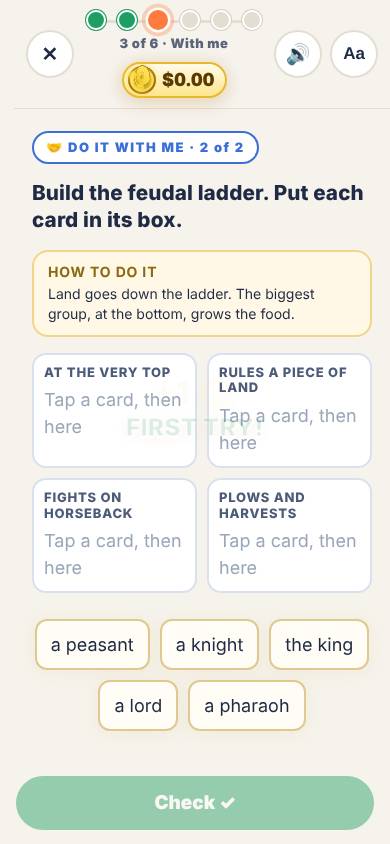 3 of 6 · With me
$0.00
Aa
DO IT WITH ME · 2 of 2
Build the feudal ladder. Put each
card in its box.
HOW TO DO IT
Land goes down the ladder. The biggest
group, at the bottom, grows the food.
AT THE VERY TOP
Tap a card, then
here
RULES A PIECE OF
LAND
Tap a card, then
here
FIRST TRY!
FIGHTS ON
HORSEBACK
Tap a card, then
here
PLOWS AND
HARVESTS
Tap a card, then
here
a peasant
a knight
the king
a lord
a pharaoh
Check ✓